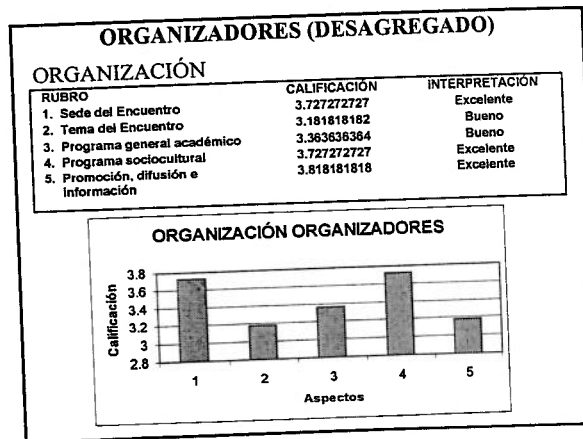 ORGANIZADORES (DESAGREGADO)
ORGANIZACIÓN
RUBRO CALIFICACIÓN INTERPRETACIÓN
1. Sede del Encuentro 3.727272727 Excelente
2. Tema del Encuentro 3.181818182 Bueno
3. Programa general académico 3.363636364 Bueno
4. Programa sociocultural 3.727272727 Excelente
5. Promoción, difusión e 3.818181818 Excelente
información
ORGANIZACIÓN ORGANIZADORES
Calificación
3.8
3.6
3.4
3.2
3
2.8
1 2 3 4 5
Aspectos